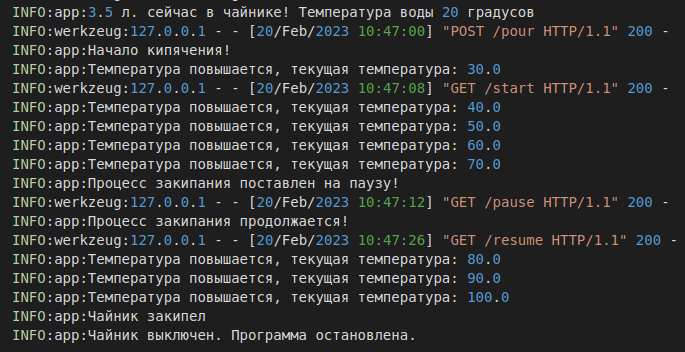 INFO:app:3.5 л. сейчас в чайнике! Температура воды 20 градусов
INFO:werkzeug:127.0.0.1 - - [20/Feb/2023 10:47:00] "POST /pour HTTP/1.1" 200 -
INFO:app:Начало кипячения!
INFO:app:Температура повышается, текущая температура: 30.0
INFO:werkzeug:127.0.0.1 - - [20/Feb/2023 10:47:08] "GET /start HTTP/1.1" 200 -
INFO:app:Температура повышается, текущая температура: 40.0
INFO:app:Температура повышается, текущая температура: 50.0
INFO:app:Температура повышается, текущая температура: 60.0
INFO:app:Температура повышается, текущая температура: 70.0
INFO:app:Процесс закипания поставлен на паузу!
INFO:werkzeug:127.0.0.1 - - [20/Feb/2023 10:47:12] "GET /pause HTTP/1.1" 200 -
INFO:app:Процесс закипания продолжается!
INFO:werkzeug:127.0.0.1 - - [20/Feb/2023 10:47:26] "GET /resume HTTP/1.1" 200 -
INFO:app:Температура повышается, текущая температура: 80.0
INFO:app:Температура повышается, текущая температура: 90.0
INFO:app:Температура повышается, текущая температура: 100.0
INFO:app:Чайник закипел
INFO:app:Чайник выключен. Программа остановлена.